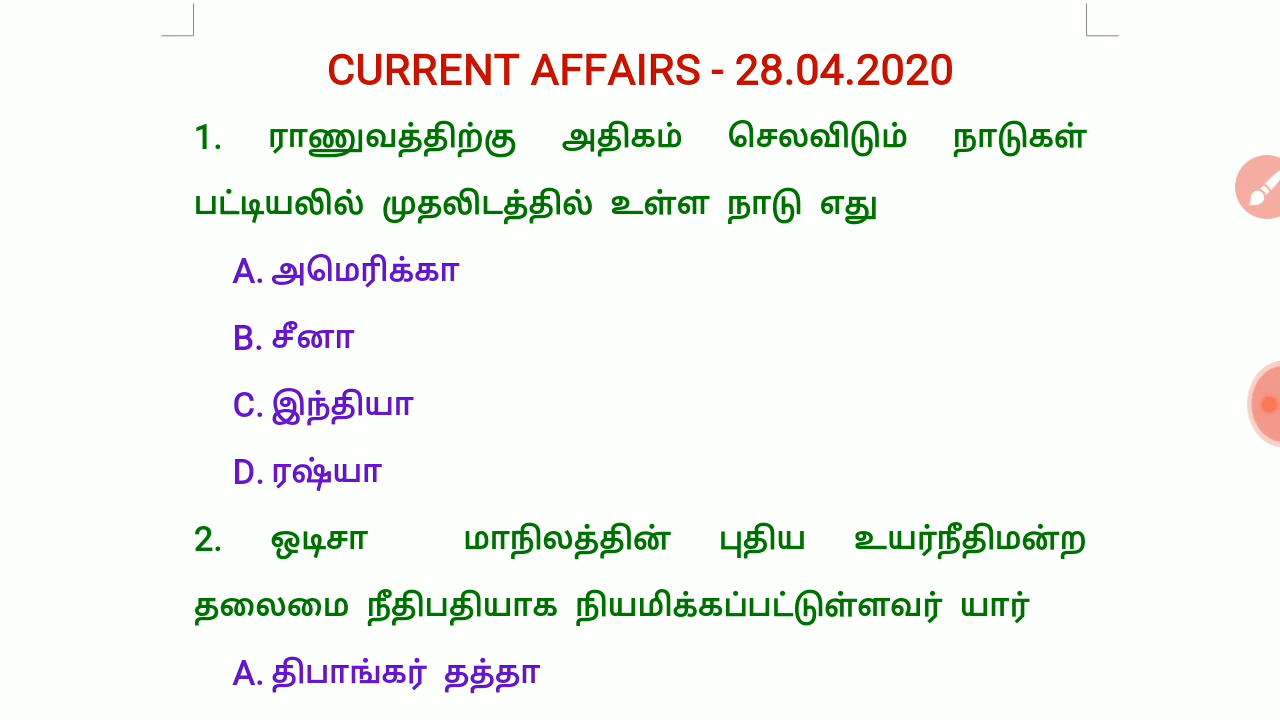 CURRENT AFFAIRS - 28.04.2020
1. ராணுவத்திற்கு அதிகம் செலவிடும் நாடுகள்
பட்டியலில் முதலிடத்தில் உள்ள நாடு எது
A. அமெரிக்கா
B. சீனா
C. இந்தியா
D. ரஷ்யா
2. ஒடிசா மாநிலத்தின் புதிய உயர்நீதிமன்ற
தலைமை நீதிபதியாக நியமிக்கப்பட்டுள்ளவர் யார்
A. திபாங்கர் தத்தா